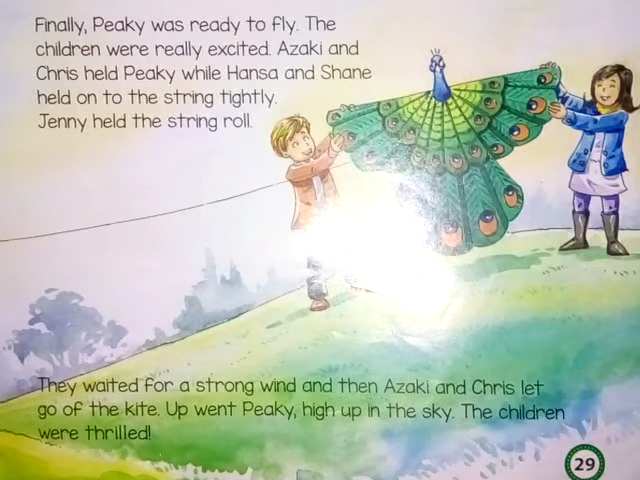 Finally, Peaky was ready to fly. The
children were really excited. Azaki and
Chris held Peaky while Hansa and Shane
held on to the string tightly.
Jenny held the string roll.
They waited for a strong wind and then Azaki and Chris let
go of the kite. Up went Peaky, high up in the sky. The children
were thrilled!
29